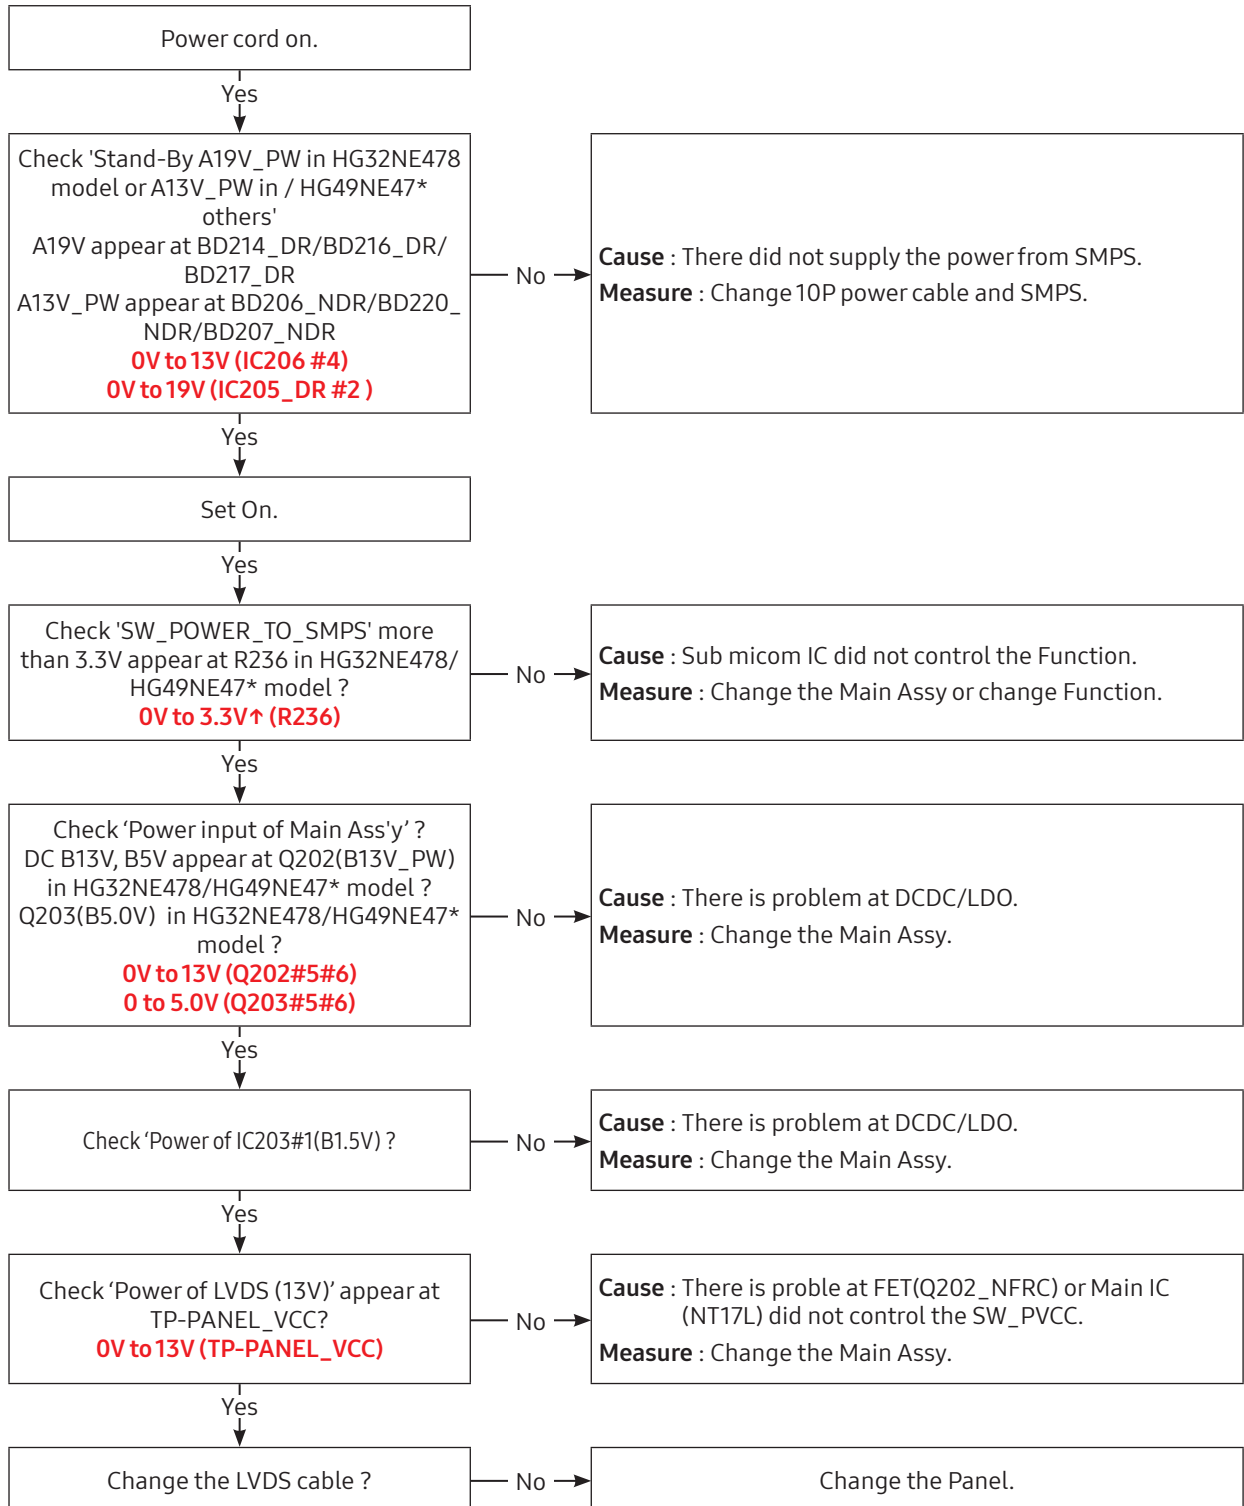 Power cord on.
Yes
Check 'Stand-By A19V_PW in HG32NE478
model or A13V_PW in / HG49NE47*
others'
A19V appear at BD214_DR/BD216_DR/
BD217_DR
A13V_PW appear at BD206_NDR/BD220_
NDR/BD207_NDR
0V to 13V (IC206 #4)
0V to 19V (IC205_DR #2 )
No
Cause : There did not supply the power from SMPS.
Measure : Change 10P power cable and SMPS.
Yes
Set On.
Yes
Check 'SW_POWER_TO_SMPS' more
than 3.3V appear at R236 in HG32NE478/
HG49NE47* model ?
0V to 3.3V↑ (R236)
No
Cause : Sub micom IC did not control the Function.
Measure : Change the Main Assy or change Function.
Yes
Check ‘Power input of Main Ass'y’ ?
DC B13V, B5V appear at Q202(B13V_PW)
in HG32NE478/HG49NE47* model ?
Q203(B5.0V)  in HG32NE478/HG49NE47*
model ?
0V to 13V (Q202#5#6)
0 to 5.0V (Q203#5#6)
No
Cause : There is problem at DCDC/LDO.
Measure : Change the Main Assy.
Yes
Check ‘Power of IC203#1(B1.5V) ?
No
Cause : There is problem at DCDC/LDO.
Measure : Change the Main Assy.
Yes
Check ‘Power of LVDS (13V)’ appear at
TP-PANEL_VCC?
0V to 13V (TP-PANEL_VCC)
No
Cause : There is proble at FET(Q202_NFRC) or Main IC
(NT17L) did not control the SW_PVCC.
Measure : Change the Main Assy.
Yes
Change the LVDS cable ?
No
Change the Panel.